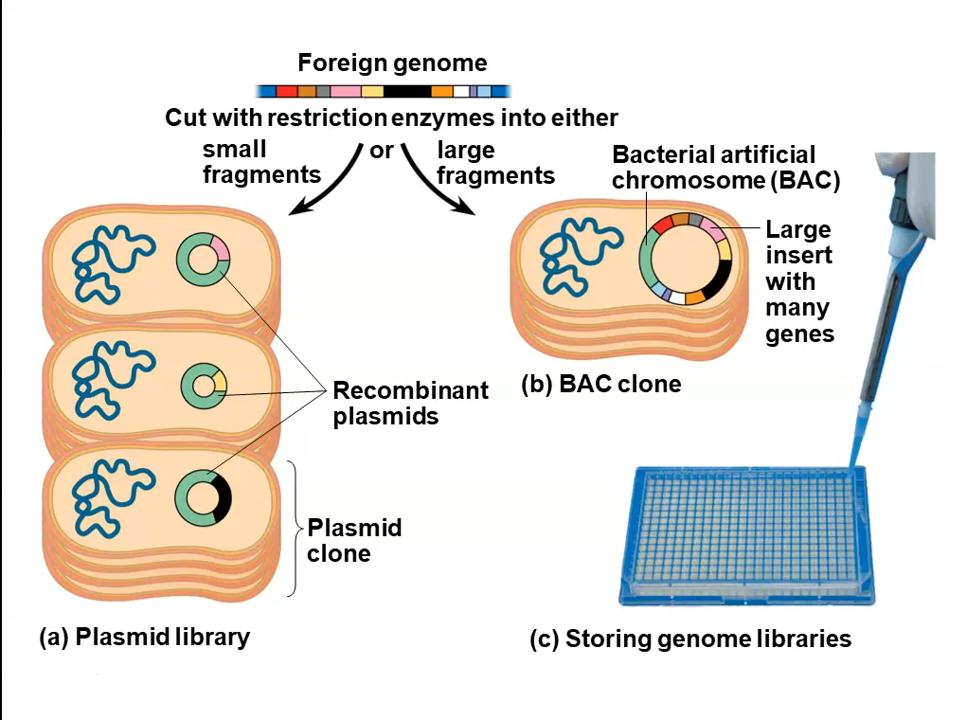 Foreign genome
Cut with restriction enzymes into either
small
fragments
or
large
fragments
Bacterial artificial
chromosome (BAC)
Large
insert
with
many
genes
(b) BAC clone
Recombinant
plasmids
Plasmid
clone
(a) Plasmid library
(c) Storing genome libraries